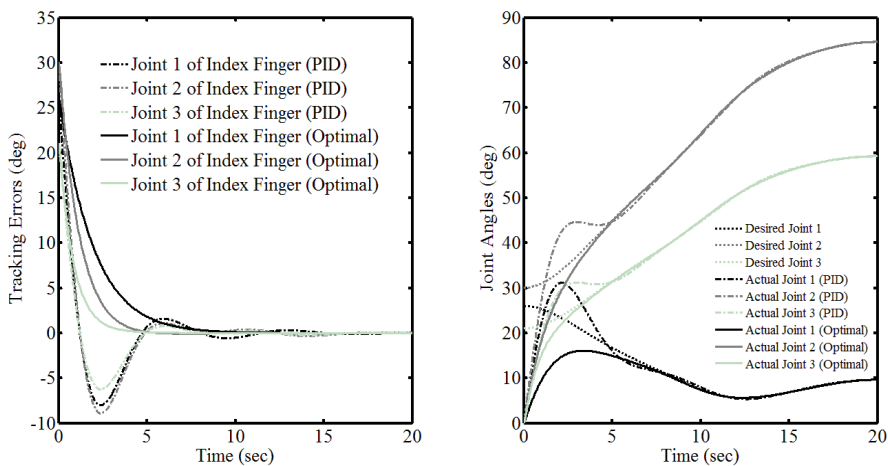 35
30
25
20
15
10
5
0
-5
-10
Tracking Errors (deg)
Joint 1 of Index Finger (PID)
Joint 2 of Index Finger (PID)
Joint 3 of Index Finger (PID)
Joint 1 of Index Finger (Optimal)
Joint 2 of Index Finger (Optimal)
Joint 3 of Index Finger (Optimal)
0 5 10 15 20
Time (sec)
90
80
70
60
50
40
30
20
10
0
Joint Angles (deg)
Desired Joint 1
Desired Joint 2
Desired Joint 3
Actual Joint 1 (PID)
Actual Joint 2 (PID)
Actual Joint 3 (PID)
Actual Joint 1 (Optimal)
Actual Joint 2 (Optimal)
Actual Joint 3 (Optimal)
0 5 10 15 20
Time (sec)